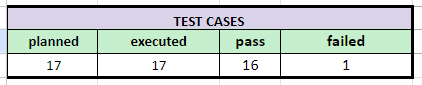 TEST CASES
planned executed pass failed
17 17 16 1